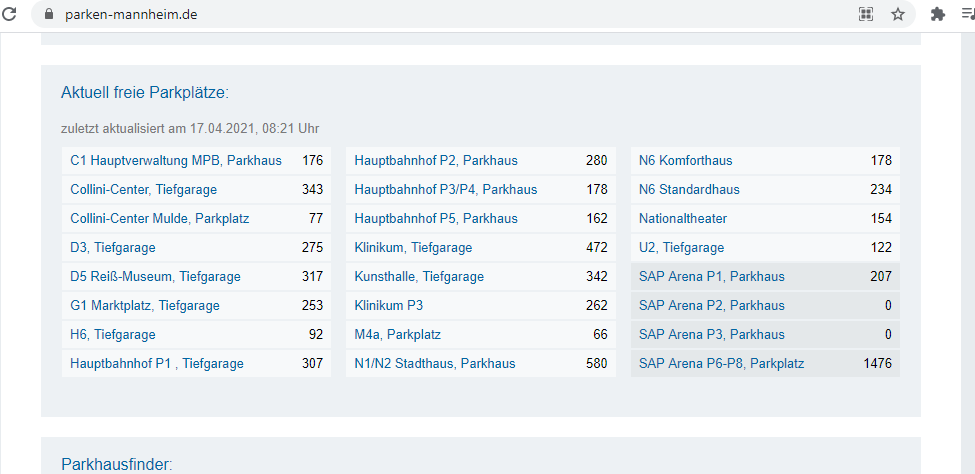 parken-mannheim.de
Aktuell freie Parkplätze:
zuletzt aktualisiert am 17.04.2021, 08:21 Uhr
C1 Hauptverwaltung MPB, Parkhaus 176
Collini-Center, Tiefgarage 343
Collini-Center Mulde, Parkplatz 77
D3, Tiefgarage 275
D5 Reiß-Museum, Tiefgarage 317
G1 Marktplatz, Tiefgarage 253
H6, Tiefgarage 92
Hauptbahnhof P1 , Tiefgarage 307
Hauptbahnhof P2, Parkhaus 280
Hauptbahnhof P3/P4, Parkhaus 178
Hauptbahnhof P5, Parkhaus 162
Klinikum, Tiefgarage 472
Kunsthalle, Tiefgarage 342
Klinikum P3 262
M4a, Parkplatz 66
N1/N2 Stadthaus, Parkhaus 580
N6 Komforthaus 178
N6 Standardhaus 234
Nationaltheater 154
U2, Tiefgarage 122
SAP Arena P1, Parkhaus 207
SAP Arena P2, Parkhaus 0
SAP Arena P3, Parkhaus 0
SAP Arena P6-P8, Parkplatz 1476
Parkhausfinder: